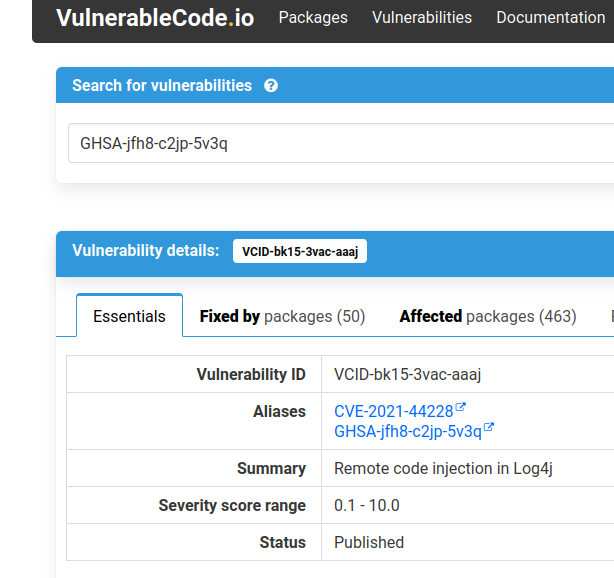 VulnerableCode.io Packages Vulnerabilities Documentation
Search for vulnerabilities
GHSA-jfh8-c2jp-5v3q
Vulnerability details: VCID-bk15-3vac-aaaj
Essentials Fixed by packages (50) Affected packages (463)
Vulnerability ID VCID-bk15-3vac-aaaj
Aliases CVE-2021-44228
GHSA-jfh8-c2jp-5v3q
Summary Remote code injection in Log4j
Severity score range 0.1 - 10.0
Status Published